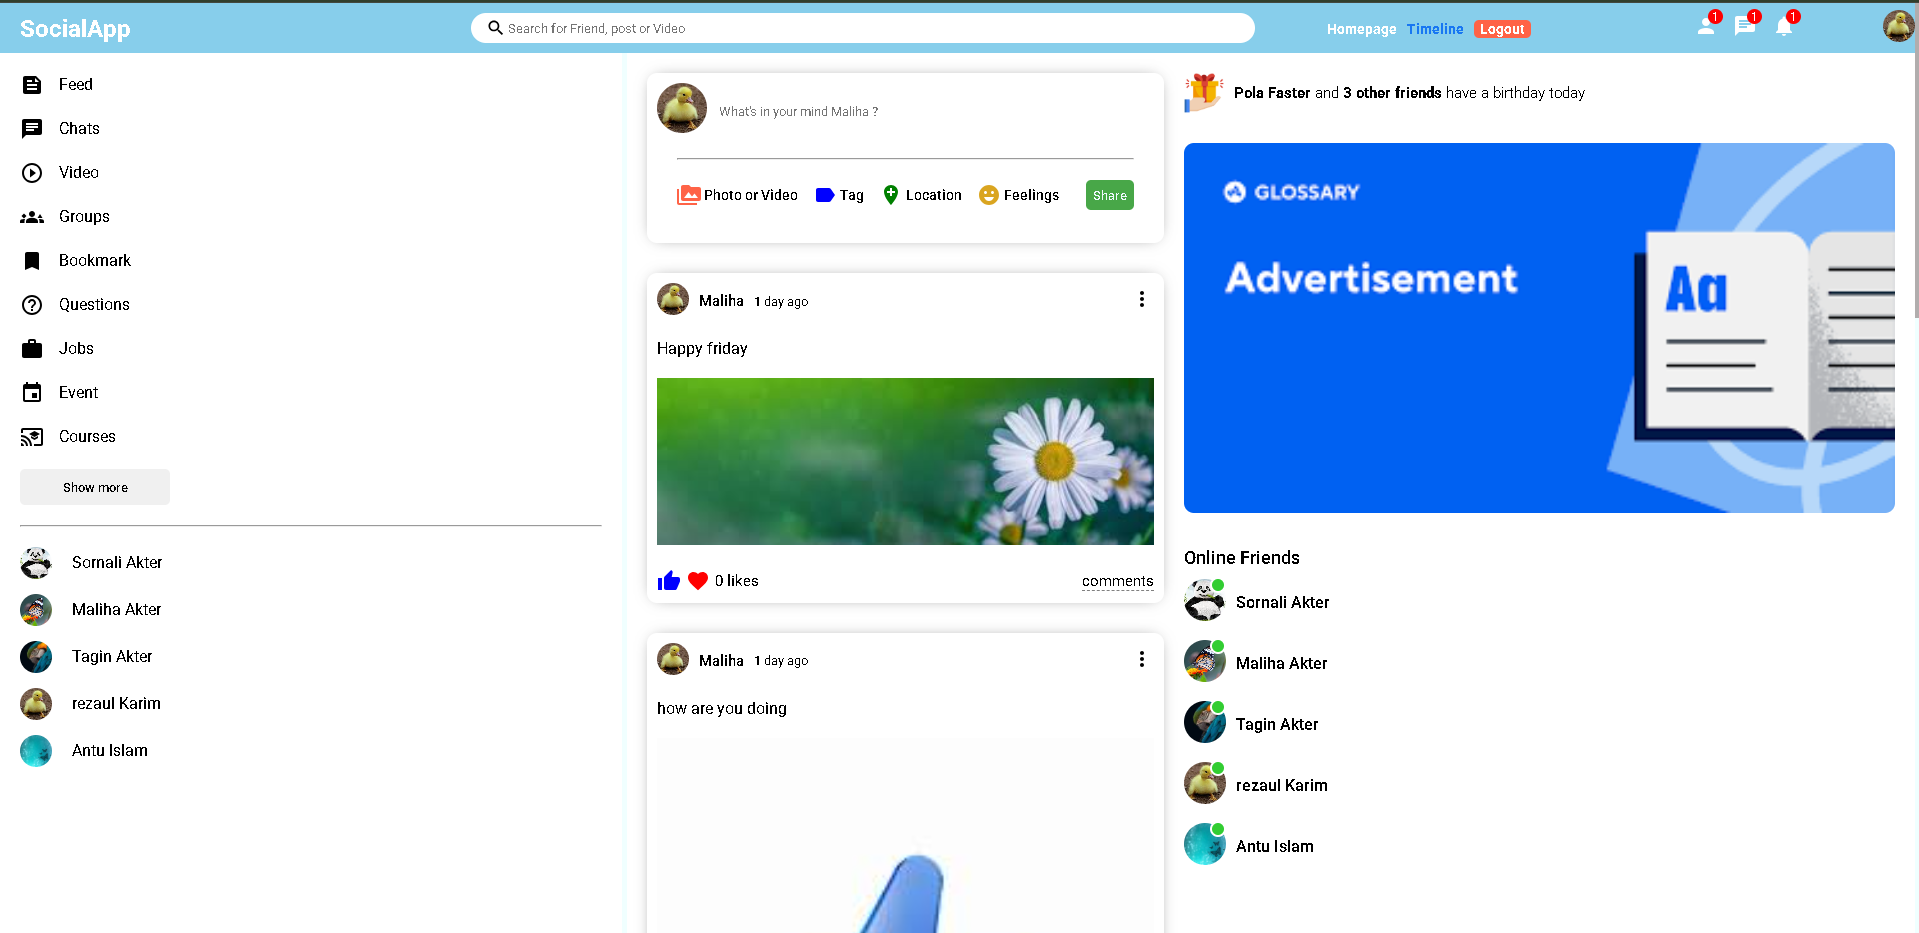 SocialApp
Search for Friend, post or Video
Homepage Timeline Logout
1 1 1
Feed
Chats
Video
Groups
Bookmark
Questions
Jobs
Event
Courses
Show more
Sornali Akter
Maliha Akter
Tagin Akter
rezaul Karim
Antu Islam
What's in your mind Maliha ?
Photo or Video Tag Location Feelings Share
Maliha 1 day ago
Happy friday
0 likes comments
Maliha 1 day ago
how are you doing
Pola Faster and 3 other friends have a birthday today
GLOSSARY
Advertisement
Aa
Online Friends
Sornali Akter
Maliha Akter
Tagin Akter
rezaul Karim
Antu Islam